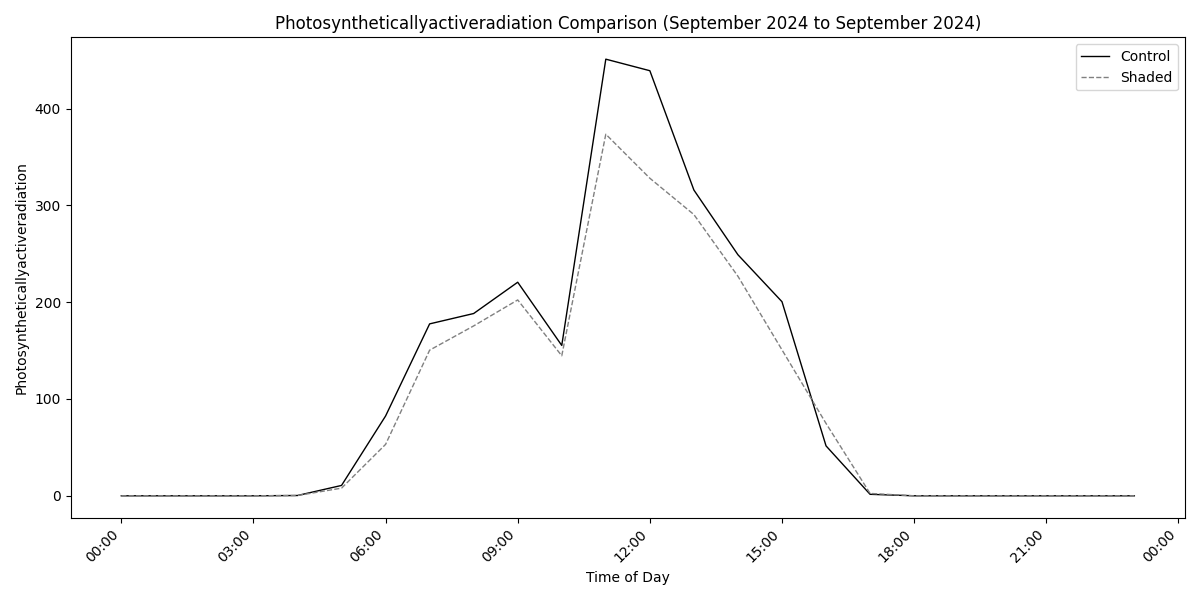 Photosyntheticallyactiveradiation Comparison (September 2024 to September 2024)
Control
Shaded
Photosyntheticallyactiveradiation
400
300
200
100
0
00:00
03:00
06:00
09:00
12:00
15:00
18:00
21:00
00:00
Time of Day